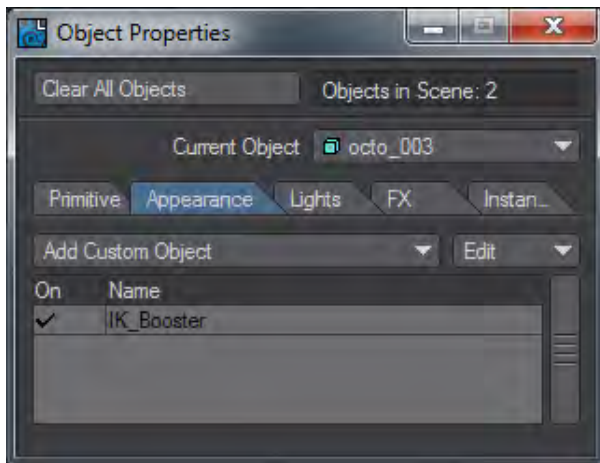 Object Properties
Clear All Objects Objects in Scene: 2
Current Object octo_003
Primitive Appearance Lights FX Instan...
Add Custom Object Edit
On Name
IK_Booster